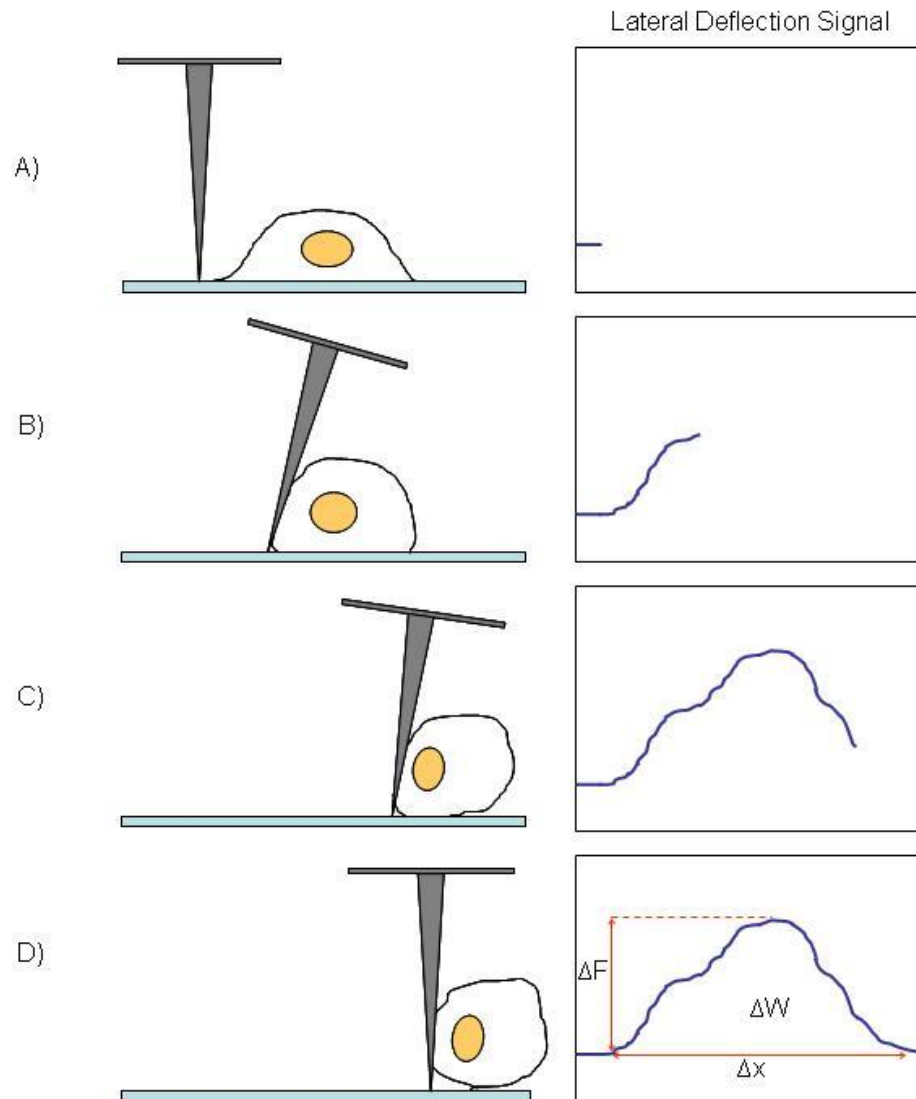 Lateral Deflection Signal
A)
B)
C)
D)
ΔF
ΔW
Δx